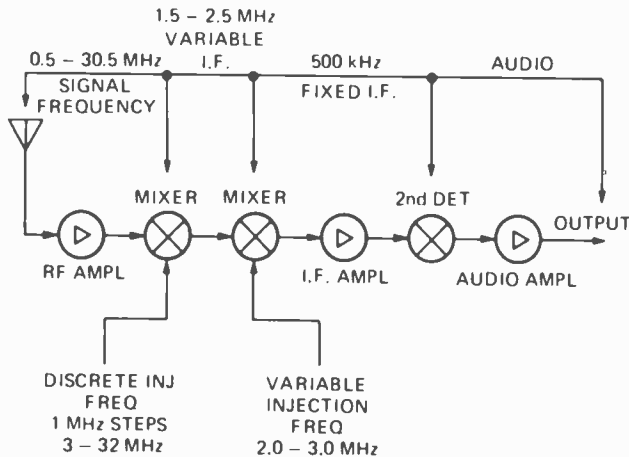 1.5 – 2.5 MHz
VARIABLE
I.F.
0.5 – 30.5 MHz
SIGNAL
FREQUENCY
500 kHz
FIXED I.F.
AUDIO
MIXER
MIXER
2nd DET
OUTPUT
RF AMPL
I.F. AMPL
AUDIO AMPL
DISCRETE INJ
FREQ
1 MHz STEPS
3 – 32 MHz
VARIABLE
INJECTION
FREQ
2.0 – 3.0 MHz